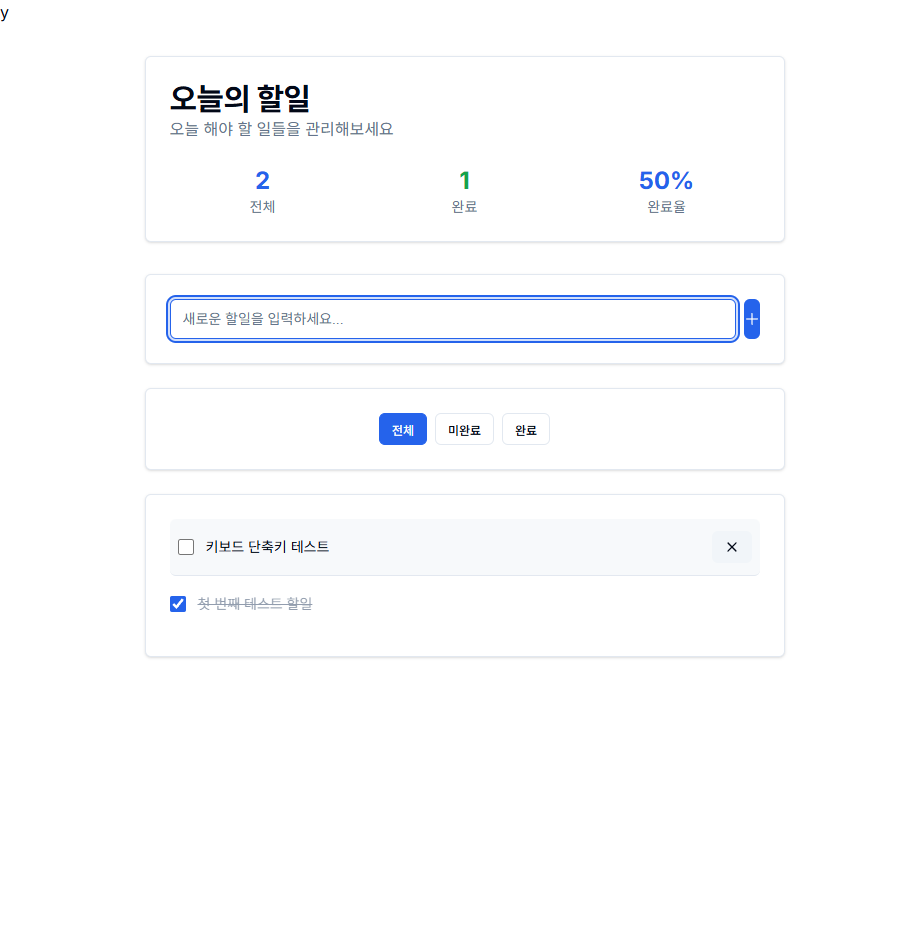 y
오늘의 할일
오늘 해야 할 일들을 관리해보세요
2 1 50%
전체 완료 완료율
새로운 할일을 입력하세요...
전체 미완료 완료
키보드 단축키 테스트
첫 번째 테스트 할일